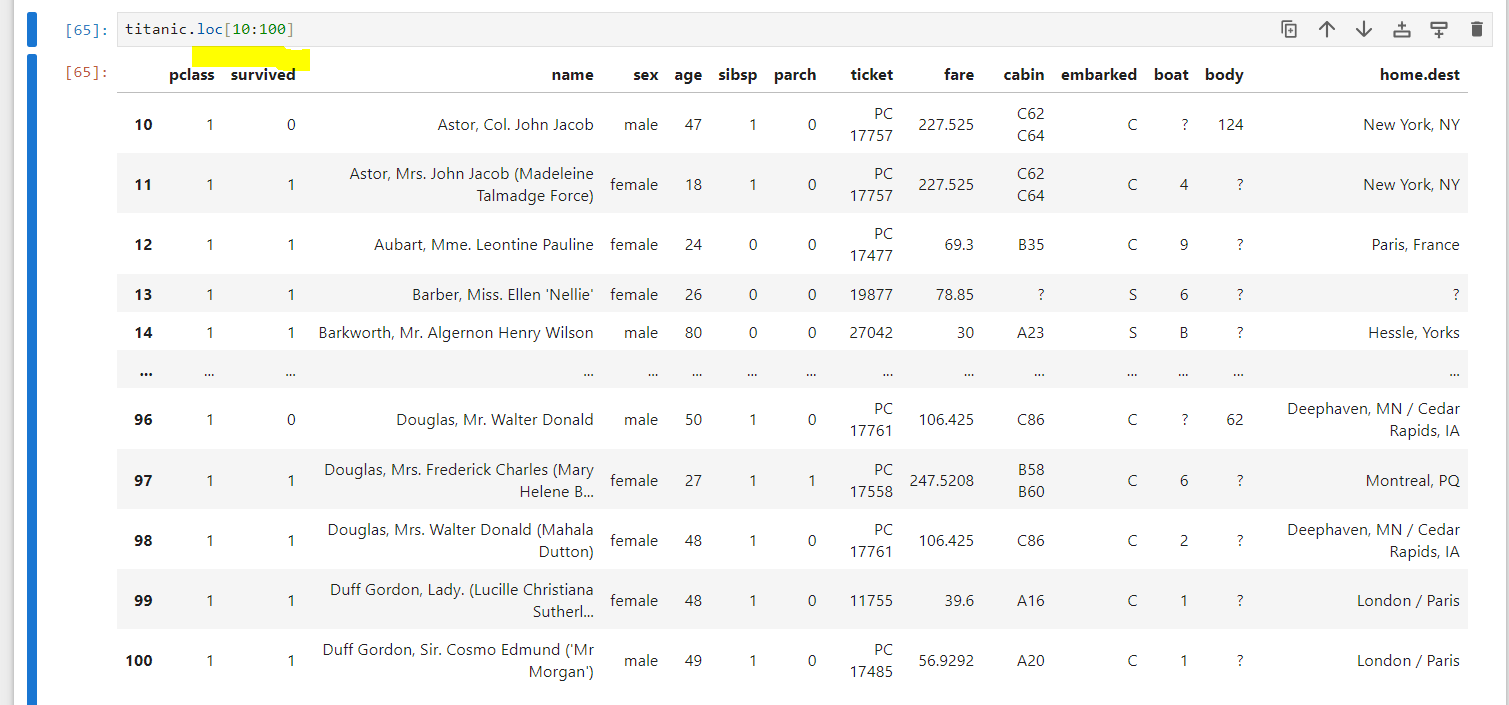 [65]: titanic.loc[10:100]
[65]: pclass survived name sex age sibsp parch ticket fare cabin embarked boat body home.dest
10 1 0 Astor, Col. John Jacob male 47 1 0 PC 17757 227.525 C62 C64 C ? 124 New York, NY
11 1 1 Astor, Mrs. John Jacob (Madeleine Talmadge Force) female 18 1 0 PC 17757 227.525 C62 C64 C 4 ? New York, NY
12 1 1 Aubart, Mme. Leontine Pauline female 24 0 0 PC 17477 69.3 B35 C 9 ? Paris, France
13 1 1 Barber, Miss. Ellen 'Nellie' female 26 0 0 19877 78.85 ? S 6 ? ?
14 1 1 Barkworth, Mr. Algernon Henry Wilson male 80 0 0 27042 30 A23 S B ? Hessle, Yorks
... ... ... ... ... ... ... ... ... ... ... ... ... ... ...
96 1 0 Douglas, Mr. Walter Donald male 50 1 0 PC 17761 106.425 C86 C ? 62 Deephaven, MN / Cedar Rapids, IA
97 1 1 Douglas, Mrs. Frederick Charles (Mary Helene B... female 27 1 1 PC 17558 247.5208 B58 B60 C 6 ? Montreal, PQ
98 1 1 Douglas, Mrs. Walter Donald (Mahala Dutton) female 48 1 0 PC 17761 106.425 C86 C 2 ? Deephaven, MN / Cedar Rapids, IA
99 1 1 Duff Gordon, Lady. (Lucille Christiana Sutherl... female 48 1 0 11755 39.6 A16 C 1 ? London / Paris
100 1 1 Duff Gordon, Sir. Cosmo Edmund ('Mr Morgan') male 49 1 0 PC 17485 56.9292 A20 C 1 ? London / Paris